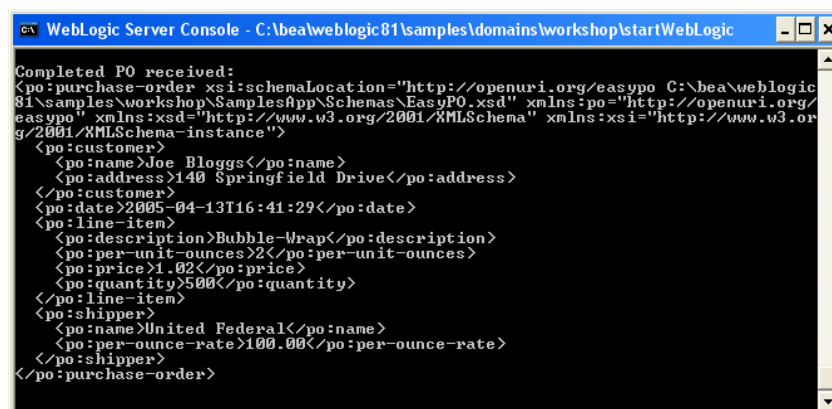 WebLogic Server Console - C:\bea\weblogic81\samples\domains\workshop\startWebLogic
Completed PO received:
<po:purchase-order xsi:schemaLocation="http://openuri.org/easypo C:\bea\weblogic
81\samples\workshop\SamplesApp\Schemas\EasyPO.xsd" xmlns:po="http://openuri.org/
easypo" xmlns:xsd="http://www.w3.org/2001/XMLSchema" xmlns:xsi="http://www.w3.or
g/2001/XMLSchema-instance">
  <po:customer>
    <po:name>Joe Bloggs</po:name>
    <po:address>140 Springfield Drive</po:address>
  </po:customer>
  <po:date>2005-04-13T16:41:29</po:date>
  <po:line-item>
    <po:description>Bubble-Wrap</po:description>
    <po:per-unit-ounces>2</po:per-unit-ounces>
    <po:price>1.02</po:price>
    <po:quantity>500</po:quantity>
  </po:line-item>
  <po:shipper>
    <po:name>United Federal</po:name>
    <po:per-ounce-rate>100.00</po:per-ounce-rate>
  </po:shipper>
</po:purchase-order>